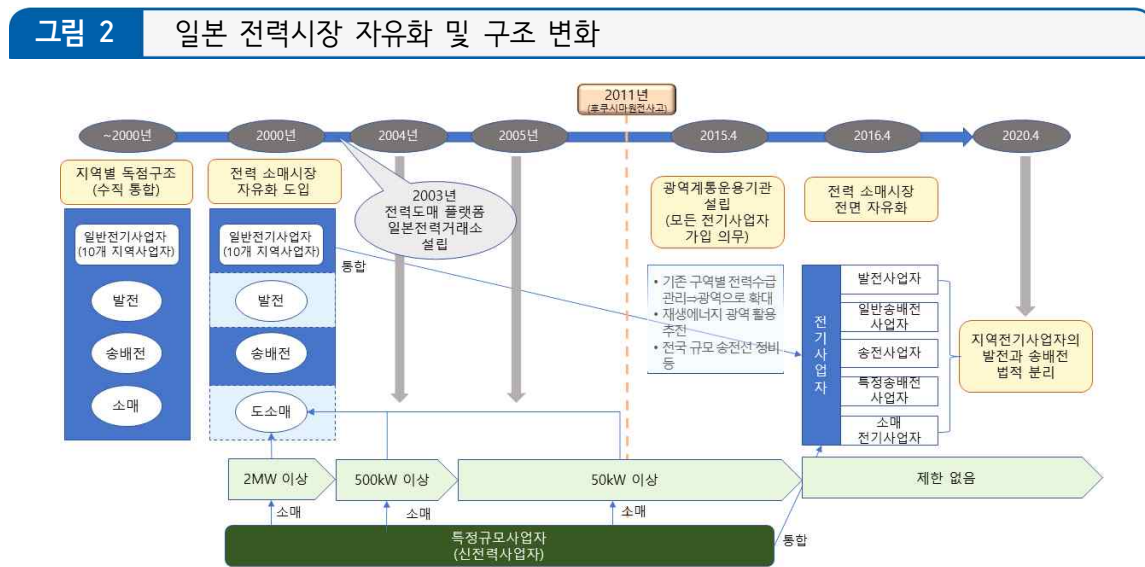 그림 2 일본 전력시장 자유화 및 구조 변화
2011년
(후쿠시마원전사고)
~2000년
2000년
2004년
2005년
2015.4
2016.4
2020.4
지역별 독점구조
(수직 통합)
전력 소매시장
자유화 도입
2003년
전력도매 플랫폼
일본전력거래소
설립
광역계통운용기관
설립
(모든 전기사업자
가입 의무)
전력 소매시장
전면 자유화
일반전기사업자
(10개 지역사업자)
발전
송배전
소매
일반전기사업자
(10개 지역사업자)
발전
송배전
도소매
통합
• 기존 구역별 전력수급
관리⇒광역으로 확대
• 재생에너지 광역 활용
추진
• 전국 규모 송전선 정비
등
전기사업자
발전사업자
일반송배전
사업자
송전사업자
특정송배전
사업자
소매
전기사업자
지역전기사업자의
발전과 송배전
법적 분리
2MW 이상
500kW 이상
50kW 이상
제한 없음
소매
소매
소매
특정규모사업자
(신전력사업자)
통합